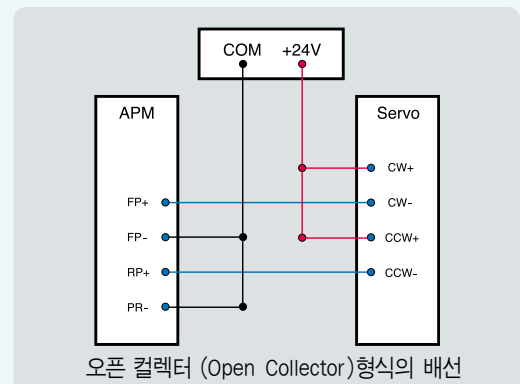 COM +24V
APM
Servo
CW+
FP+
CW-
FP-
CCW+
RP+
CCW-
PR-
오픈 컬렉터 (Open Collector)형식의 배선